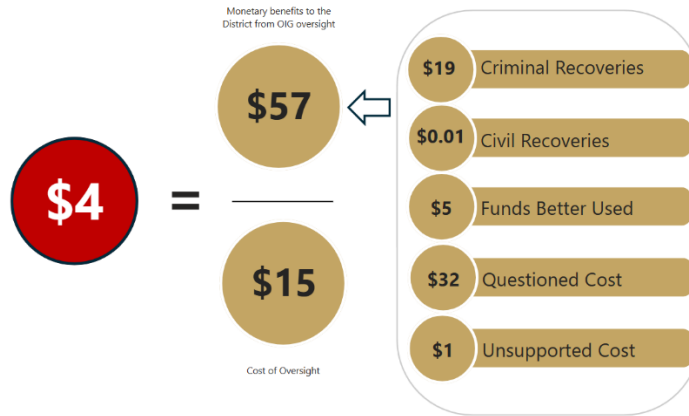 Monetary benefits to the
District from OIG oversight
$57
$4
=
$15
Cost of Oversight
$19 Criminal Recoveries
$0.01 Civil Recoveries
$5 Funds Better Used
$32 Questioned Cost
$1 Unsupported Cost